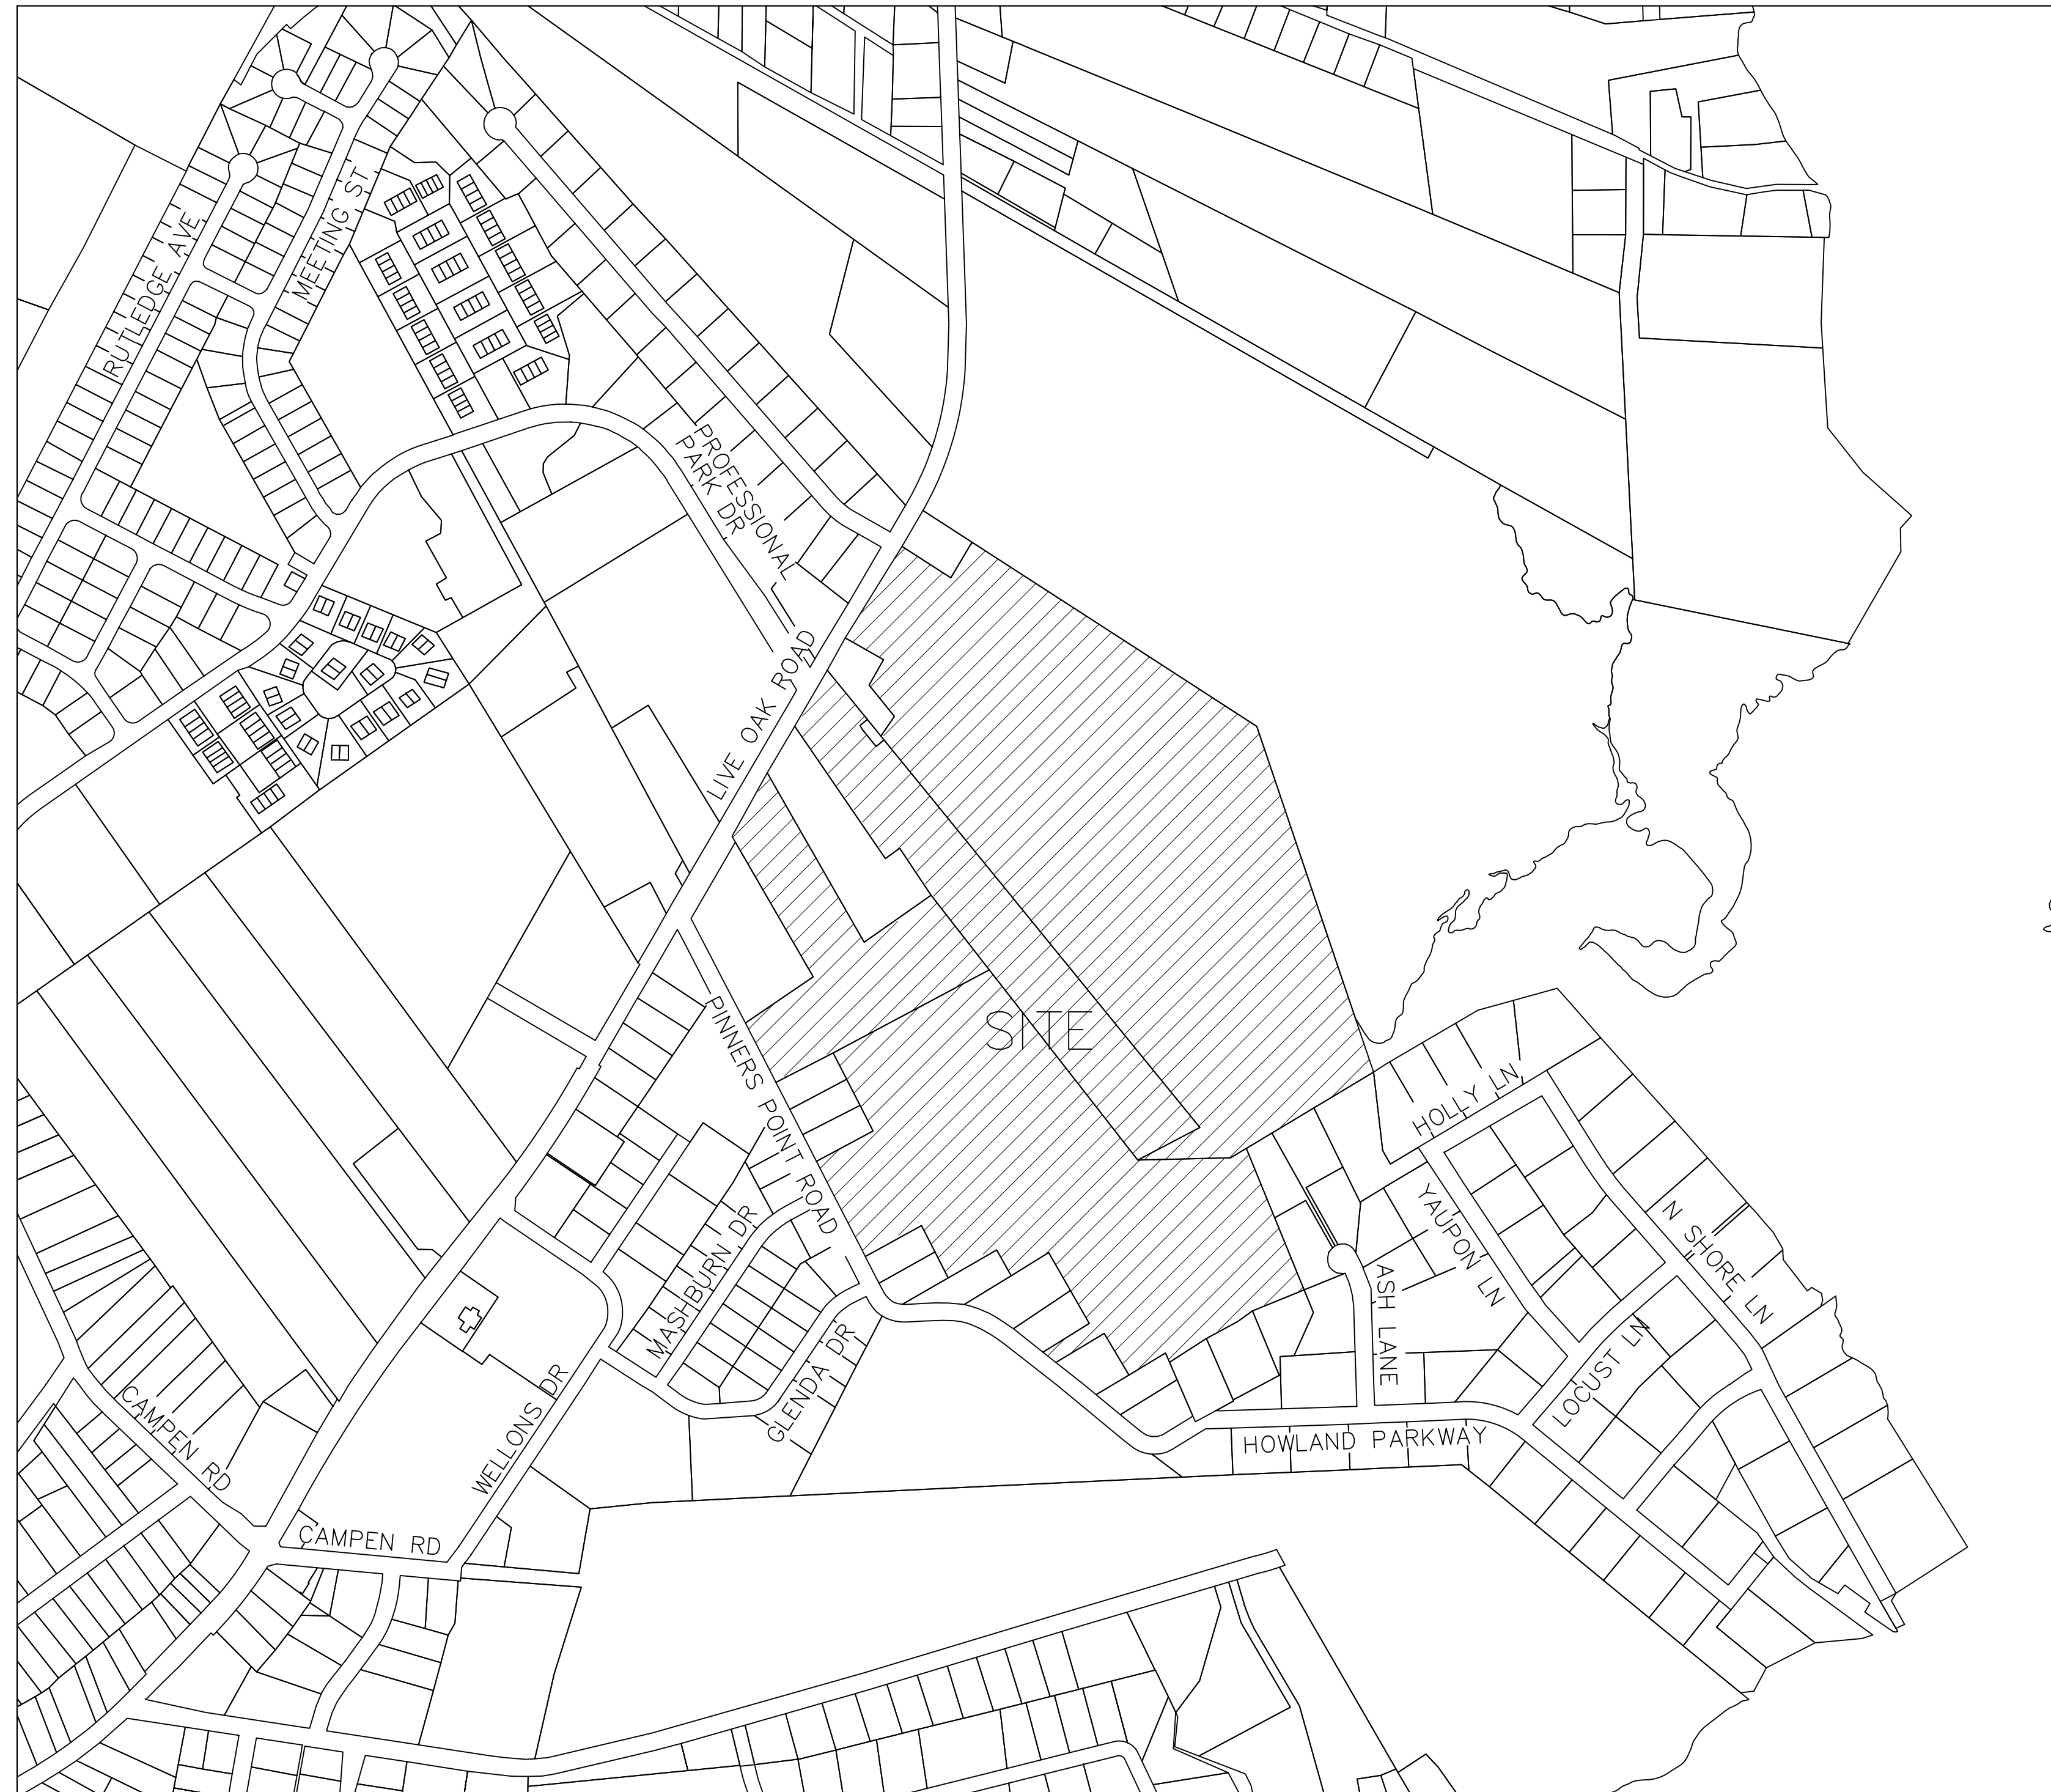 RUTLEDGE AVE
MEETING ST
PROFESSIONAL
PARK DR
LIVE OAK ROAD
SITE
PINNERS POINT ROAD
HOLLY LN
YAUPON LN
N SHORE LN
MASHBURN DR
ASH LANE
GLENDA DR
LOCUST LN
CAMPEN RD
WELLONS DR
HOWLAND PARKWAY
CAMPEN RD